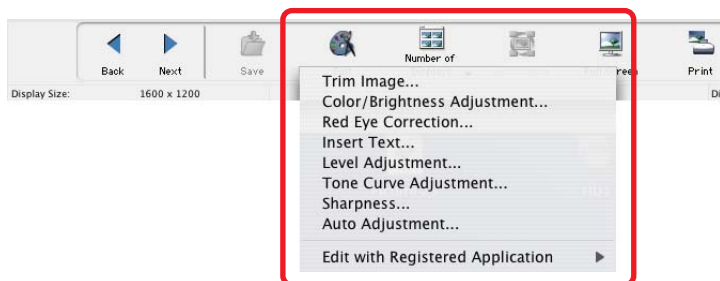 Number of
Back Next Save
Print
Display Size: 1600 x 1200
Trim Image...
Color/Brightness Adjustment...
Red Eye Correction...
Insert Text...
Level Adjustment...
Tone Curve Adjustment...
Sharpness...
Auto Adjustment...
Edit with Registered Application